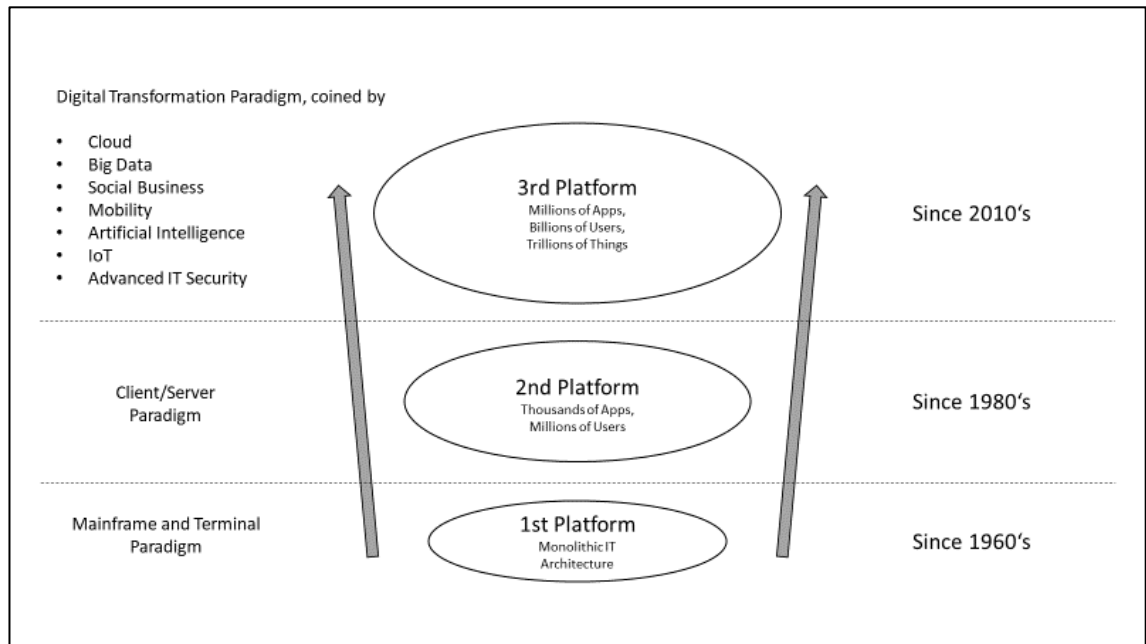 Digital Transformation Paradigm, coined by
• Cloud
• Big Data
• Social Business
• Mobility
• Artificial Intelligence
• IoT
• Advanced IT Security
3rd Platform
Millions of Apps,
Billions of Users,
Trillions of Things
Since 2010‘s
Client/Server
Paradigm
2nd Platform
Thousands of Apps,
Millions of Users
Since 1980‘s
Mainframe and Terminal
Paradigm
1st Platform
Monolithic IT
Architecture
Since 1960‘s